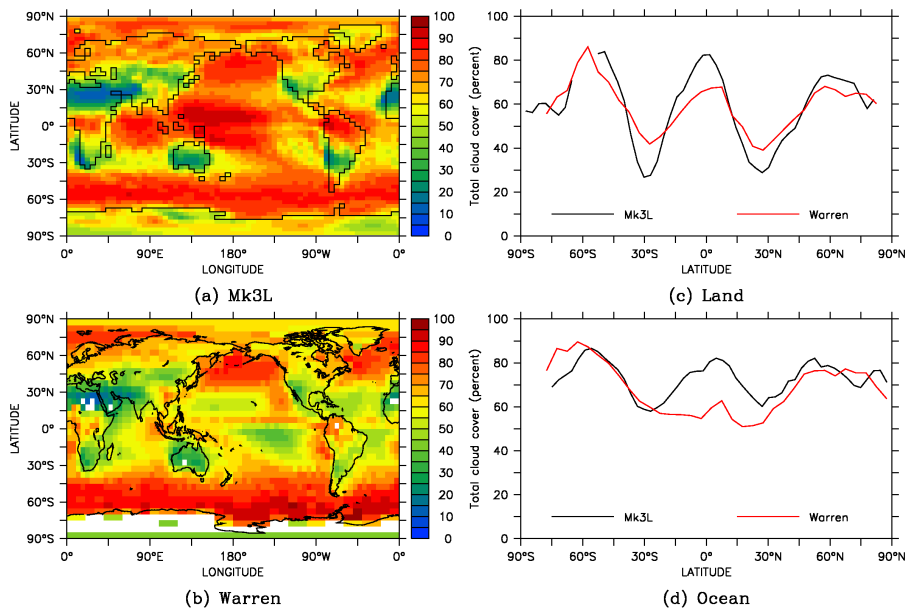 90°N
60°N
30°N
0°
30°S
60°S
90°S
LATITUDE
0° 90°E 180° 90°W 0°
LONGITUDE
100
90
80
70
60
50
40
30
20
10
0
(a) Mk3L
100
80
60
40
20
0
Total cloud cover (percent)
Mk3L Warren
90°S 60°S 30°S 0° 30°N 60°N 90°N
LATITUDE
(c) Land
90°N
60°N
30°N
0°
30°S
60°S
90°S
LATITUDE
0° 90°E 180° 90°W 0°
LONGITUDE
100
90
80
70
60
50
40
30
20
10
0
(b) Warren
100
80
60
40
20
0
Total cloud cover (percent)
Mk3L Warren
90°S 60°S 30°S 0° 30°N 60°N 90°N
LATITUDE
(d) Ocean